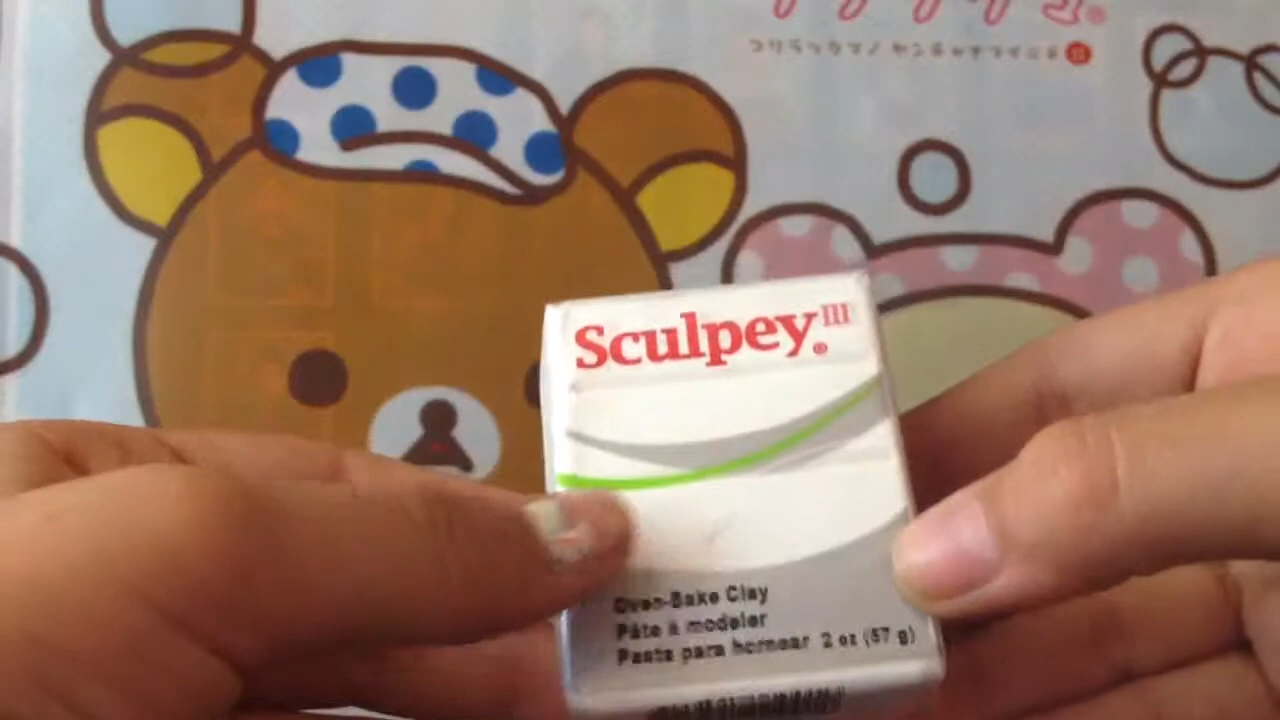 Sculpey III®
Oven-Bake Clay
Pâte à modeler
Pasta para hornear 2 oz (57 g)